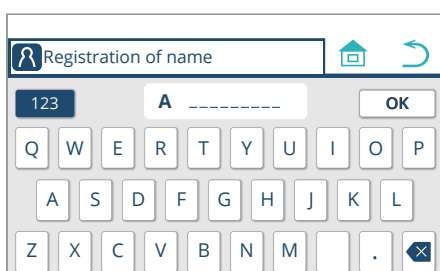 Registration of name
123 A _________ OK
Q W E R T Y U I O P
A S D F G H J K L
Z X C V B N M .